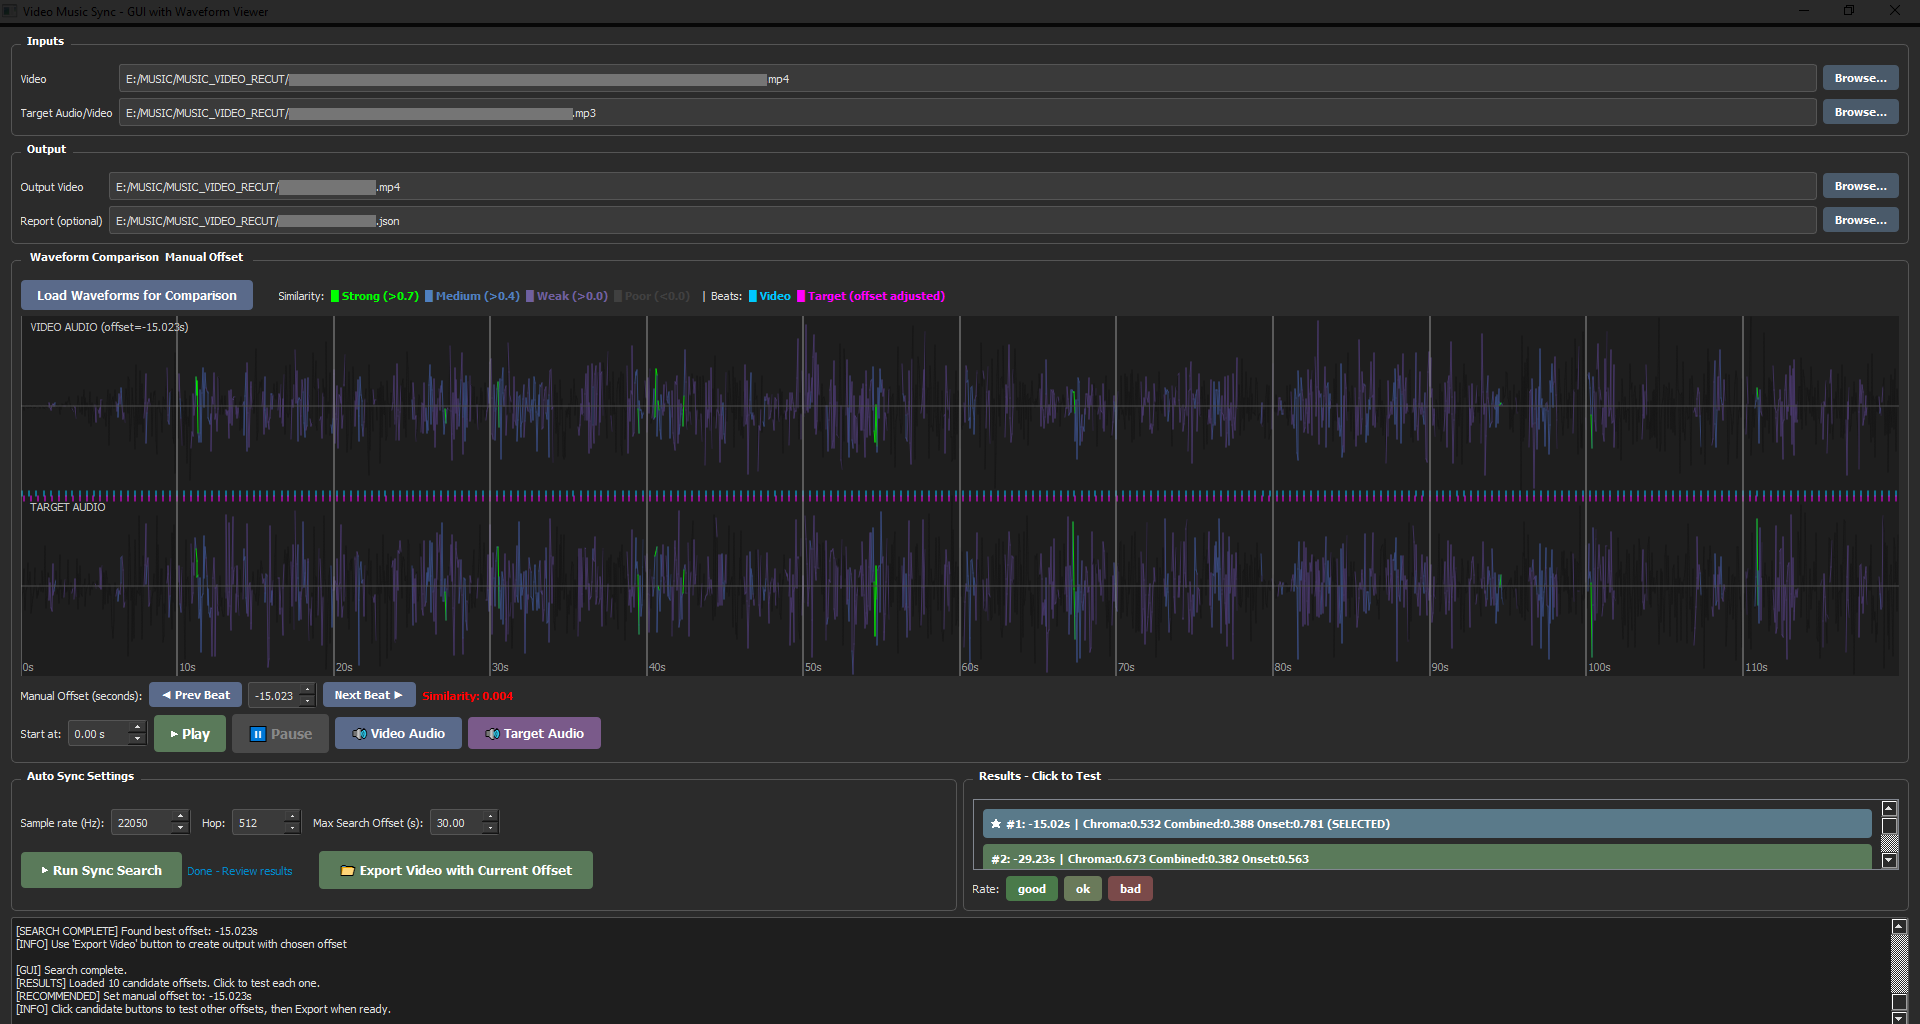 Video Music Sync - GUI with Waveform Viewer
Inputs
Video E:/MUSIC/MUSIC_VIDEO_RECUT/ mp4 Browse...
Target Audio/Video E:/MUSIC/MUSIC_VIDEO_RECUT/ .mp3 Browse...
Output
Output Video E:/MUSIC/MUSIC_VIDEO_RECUT/ .mp4 Browse...
Report (optional) E:/MUSIC/MUSIC_VIDEO_RECUT/ .json Browse...
Waveform Comparison  Manual Offset
Load Waveforms for Comparison Similarity: Strong (>0.7) Medium (>0.4) Weak (>0.0) Poor (<0.0) | Beats: Video Target (offset adjusted)
VIDEO AUDIO (offset=-15.023s)
TARGET AUDIO
0s 10s 20s 30s 40s 50s 60s 70s 80s 90s 100s 110s
Manual Offset (seconds): ◄ Prev Beat -15.023 Next Beat ► Similarity: 0.004
Start at: 0.00 s Play Pause Video Audio Target Audio
Auto Sync Settings
Sample rate (Hz): 22050 Hop: 512 Max Search Offset (s): 30.00
Run Sync Search Done - Review results Export Video with Current Offset
Results - Click to Test
★ #1: -15.02s | Chroma:0.532 Combined:0.388 Onset:0.781 (SELECTED)
#2: -29.23s | Chroma:0.673 Combined:0.382 Onset:0.563
Rate: good ok bad
[SEARCH COMPLETE] Found best offset: -15.023s
[INFO] Use 'Export Video' button to create output with chosen offset
[GUI] Search complete.
[RESULTS] Loaded 10 candidate offsets. Click to test each one.
[RECOMMENDED] Set manual offset to: -15.023s
[INFO] Click candidate buttons to test other offsets, then Export when ready.